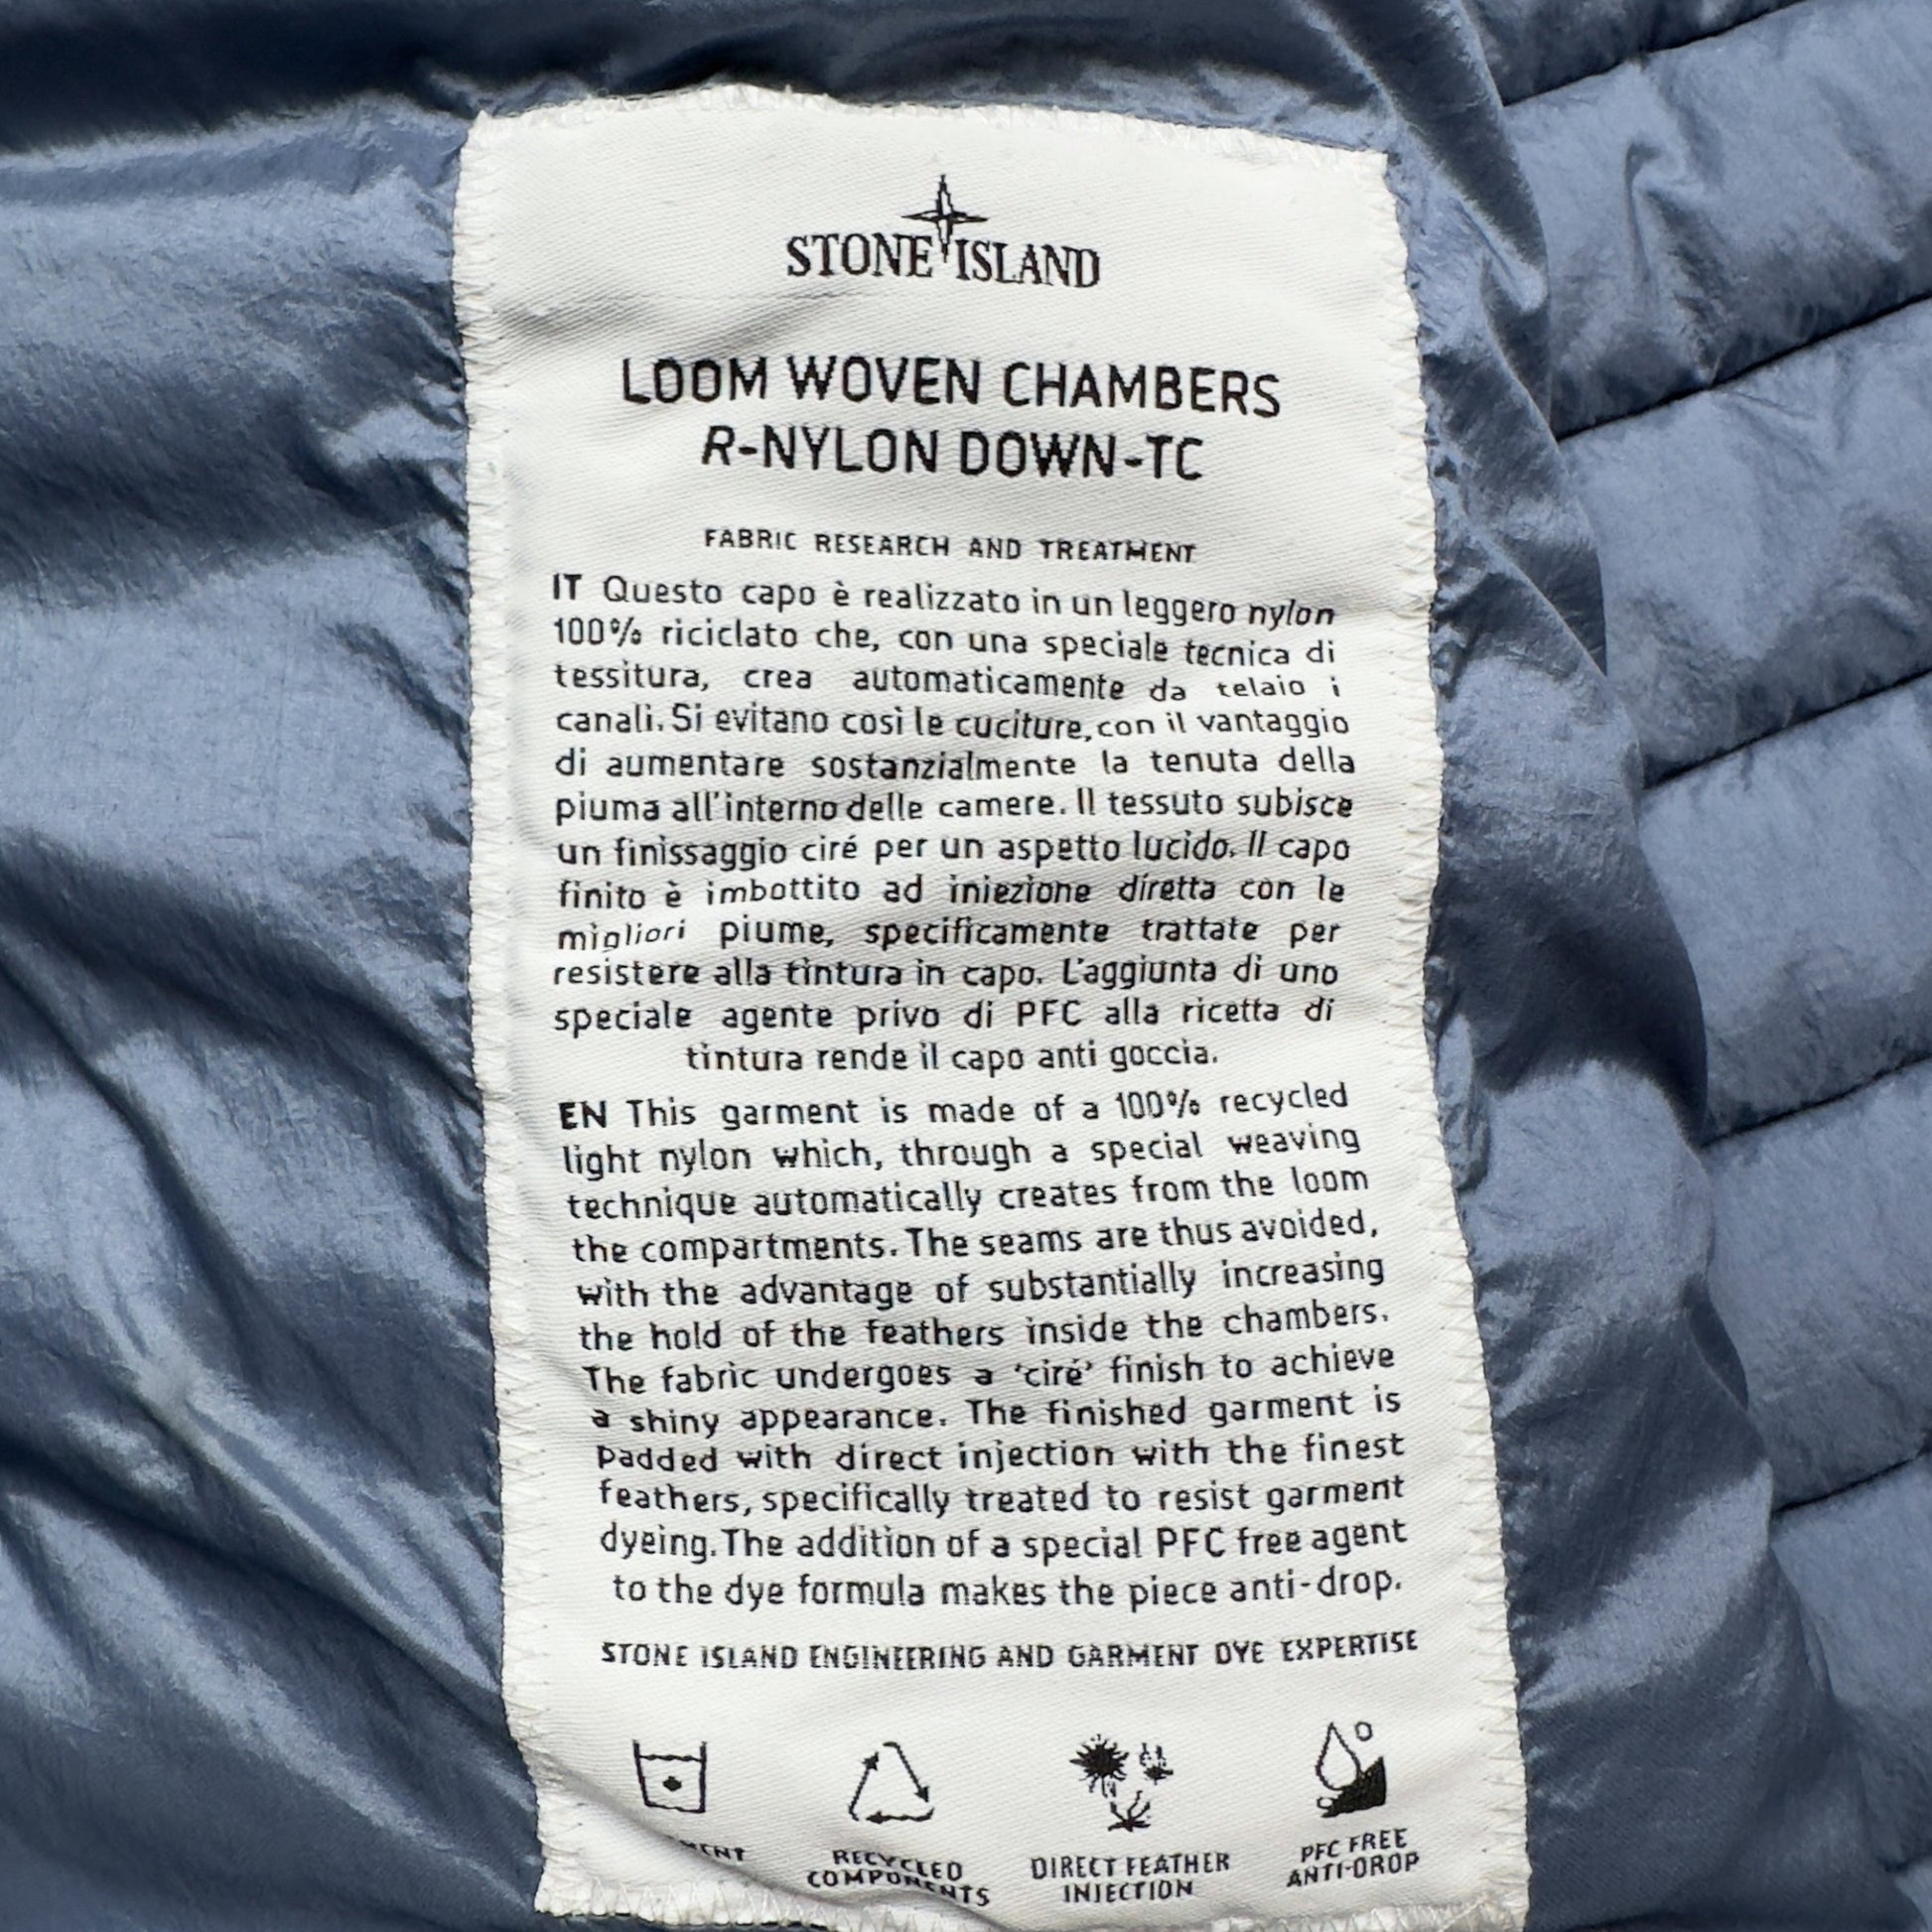 STONE ISLAND
LOOM WOVEN CHAMBERS
R-NYLON DOWN-TC
FABRIC RESEARCH AND TREATMENT
IT Questo capo è realizzato in un leggero nylon
100% riciclato che, con una speciale tecnica di
tessitura, crea automaticamente da telaio i
canali. Si evitano così le cuciture, con il vantaggio
di aumentare sostanzialmente la tenuta della
piuma all'interno delle camere. Il tessuto subisce
un finissaggio ciré per un aspetto lucido. Il capo
finito è imbottito ad iniezione diretta con le
migliori piume, specificamente trattate per
resistere alla tintura in capo. L'aggiunta di uno
speciale agente privo di PFC alla ricetta di
tintura rende il capo anti goccia.
EN This garment is made of a 100% recycled
light nylon which, through a special weaving
technique automatically creates from the loom
the compartments. The seams are thus avoided,
with the advantage of substantially increasing
the hold of the feathers inside the chambers.
The fabric undergoes a ‘ciré’ finish to achieve
a shiny appearance. The finished garment is
padded with direct injection with the finest
feathers, specifically treated to resist garment
dyeing. The addition of a special PFC free agent
to the dye formula makes the piece anti-drop.
STONE ISLAND ENGINEERING AND GARMENT DYE EXPERTISE
RECYCLED
COMPONENTS
DIRECT FEATHER
INJECTION
PFC FREE
ANTI-DROP